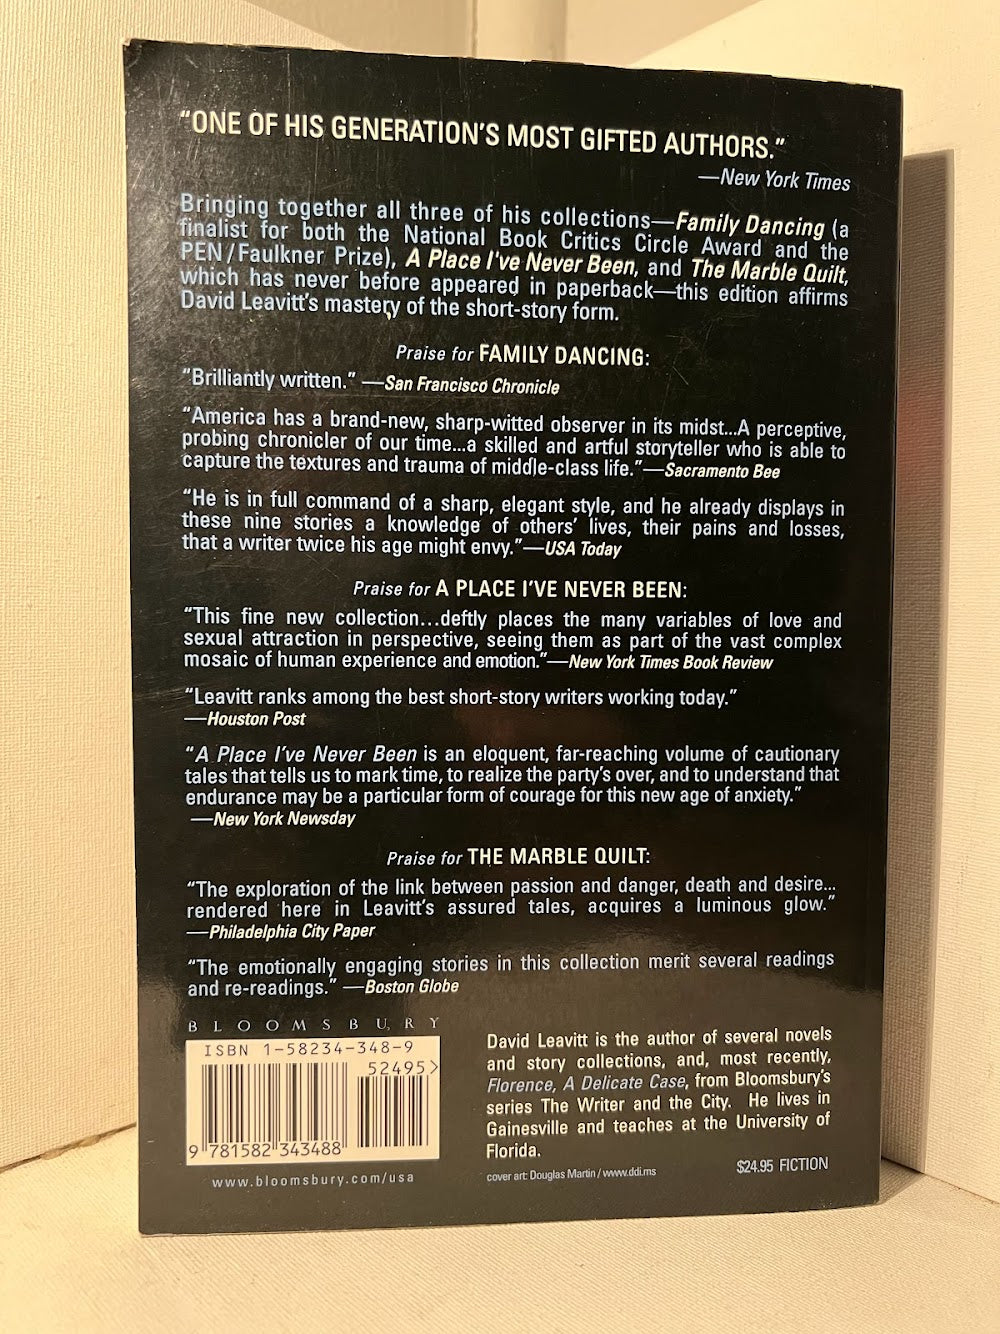 “ONE OF HIS GENERATION’S MOST GIFTED AUTHORS.”
—New York Times
Bringing together all three of his collections—Family Dancing (a
finalist for both the National Book Critics Circle Award and the
PEN/Faulkner Prize), A Place I've Never Been, and The Marble Quilt,
which has never before appeared in paperback—this edition affirms
David Leavitt’s mastery of the short-story form.
Praise for FAMILY DANCING:
“Brilliantly written.” —San Francisco Chronicle
“America has a brand-new, sharp-witted observer in its midst...A perceptive,
probing chronicler of our time...a skilled and artful storyteller who is able to
capture the textures and trauma of middle-class life.”—Sacramento Bee
“He is in full command of a sharp, elegant style, and he already displays in
these nine stories a knowledge of others’ lives, their pains and losses,
that a writer twice his age might envy.”—USA Today
Praise for A PLACE I’VE NEVER BEEN:
“This fine new collection...deftly places the many variables of love and
sexual attraction in perspective, seeing them as part of the vast complex
mosaic of human experience and emotion.”—New York Times Book Review
“Leavitt ranks among the best short-story writers working today.”
—Houston Post
“A Place I’ve Never Been is an eloquent, far-reaching volume of cautionary
tales that tells us to mark time, to realize the party’s over, and to understand that
endurance may be a particular form of courage for this new age of anxiety.”
—New York Newsday
Praise for THE MARBLE QUILT:
“The exploration of the link between passion and danger, death and desire...
rendered here in Leavitt’s assured tales, acquires a luminous glow.”
—Philadelphia City Paper
“The emotionally engaging stories in this collection merit several readings
and re-readings.” —Boston Globe
BLOOMSBURY
ISBN 1-58234-348-9
52495>
9 781582 343488
www.bloomsbury.com/usa
David Leavitt is the author of several novels
and story collections, and, most recently,
Florence, A Delicate Case, from Bloomsbury’s
series The Writer and the City. He lives in
Gainesville and teaches at the University of
Florida.
cover art: Douglas Martin / www.ddi.ms
$24.95 FICTION